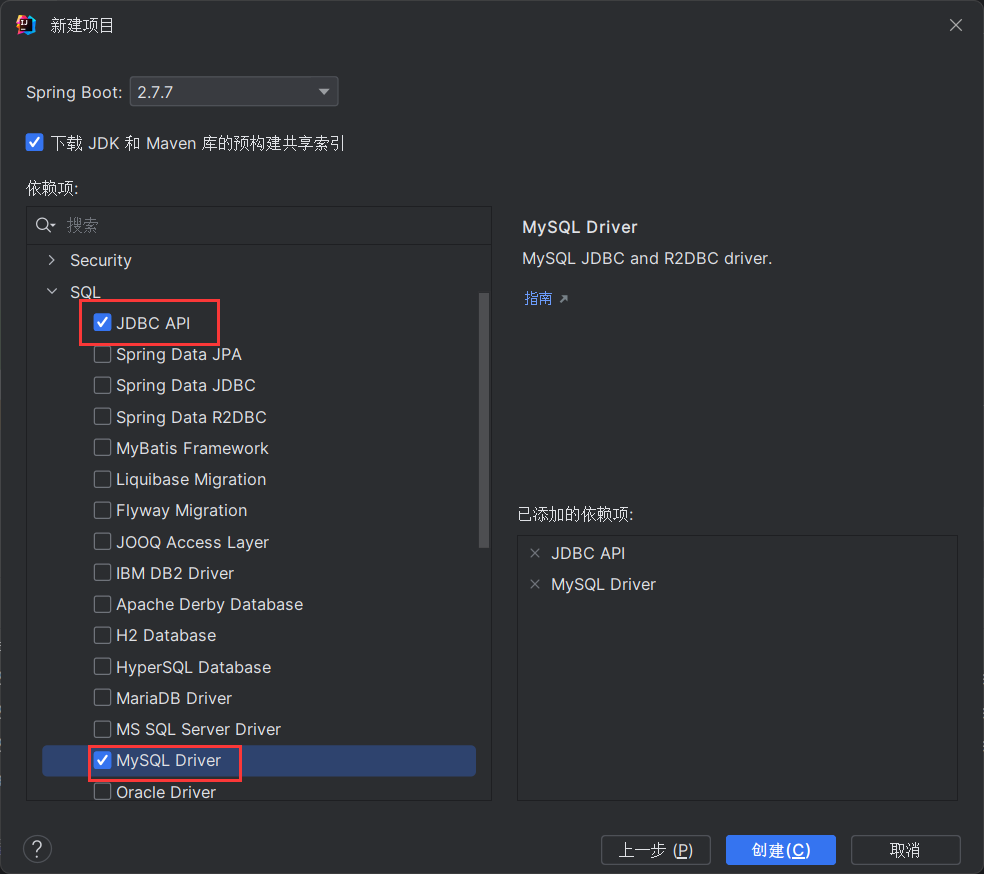 新建项目
Spring Boot: 2.7.7
下载 JDK 和 Maven 库的预构建共享索引
依赖项:
搜索
Security
SQL
JDBC API
Spring Data JPA
Spring Data JDBC
Spring Data R2DBC
MyBatis Framework
Liquibase Migration
Flyway Migration
JOOQ Access Layer
IBM DB2 Driver
Apache Derby Database
H2 Database
HyperSQL Database
MariaDB Driver
MS SQL Server Driver
MySQL Driver
Oracle Driver
MySQL Driver
MySQL JDBC and R2DBC driver.
指南
已添加的依赖项:
JDBC API
MySQL Driver
?
上一步 (P)
创建(C)
取消